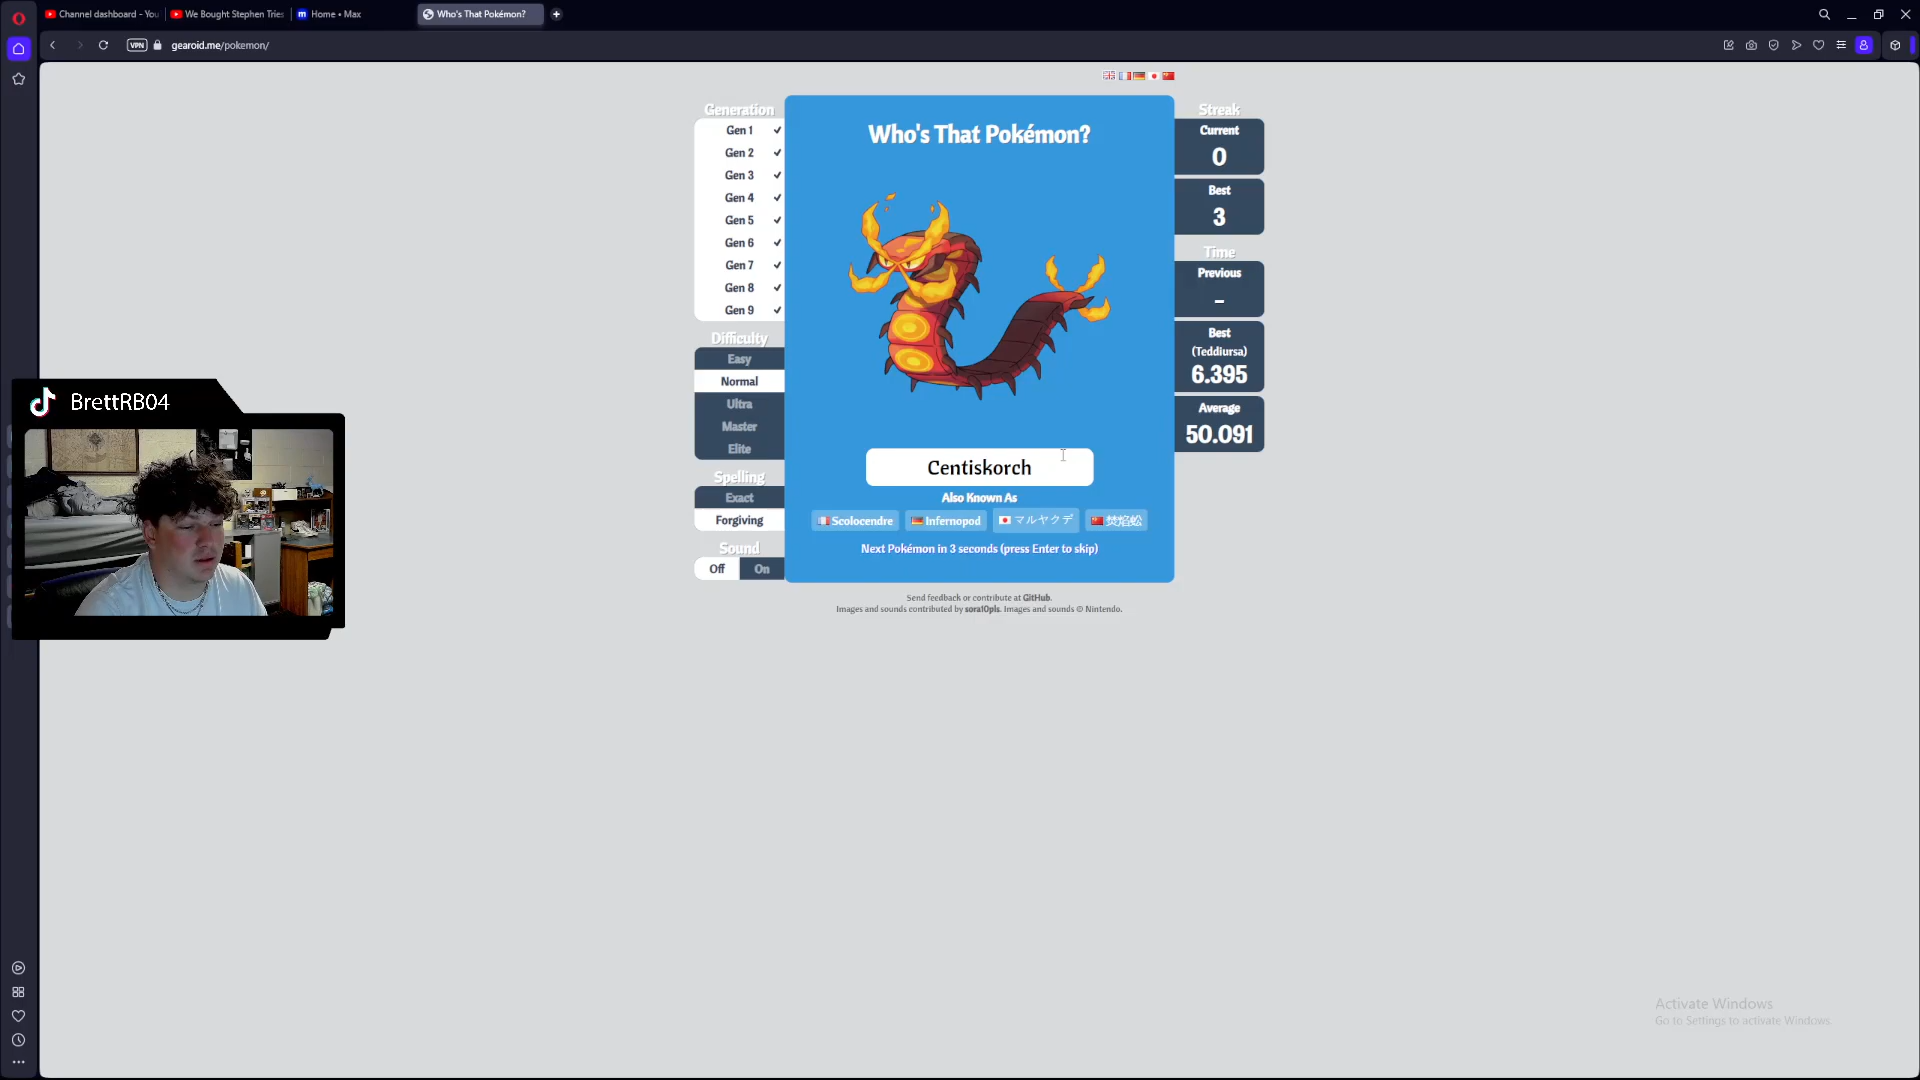 Channel dashboard - You
We Bought Stephen Tries
Home • Max
Who's That Pokémon?
VPN
gearoid.me/pokemon/
Generation
Gen 1
Gen 2
Gen 3
Gen 4
Gen 5
Gen 6
Gen 7
Gen 8
Gen 9
Difficulty
Easy
Normal
Ultra
Master
Elite
Spelling
Exact
Forgiving
Sound
Off On
Who's That Pokémon?
Centiskorch
Also Known As
Scolocendre Infernopod マルヤクデ 焚焰蚣
Next Pokémon in 3 seconds (press Enter to skip)
Streak
Current
0
Best
3
Time
Previous
–
Best
(Teddiursa)
6.395
Average
50.091
Send feedback or contribute at GitHub.
Images and sounds contributed by sora10pls. Images and sounds © Nintendo.
BrettRB04
Activate Windows
Go to Settings to activate Windows.